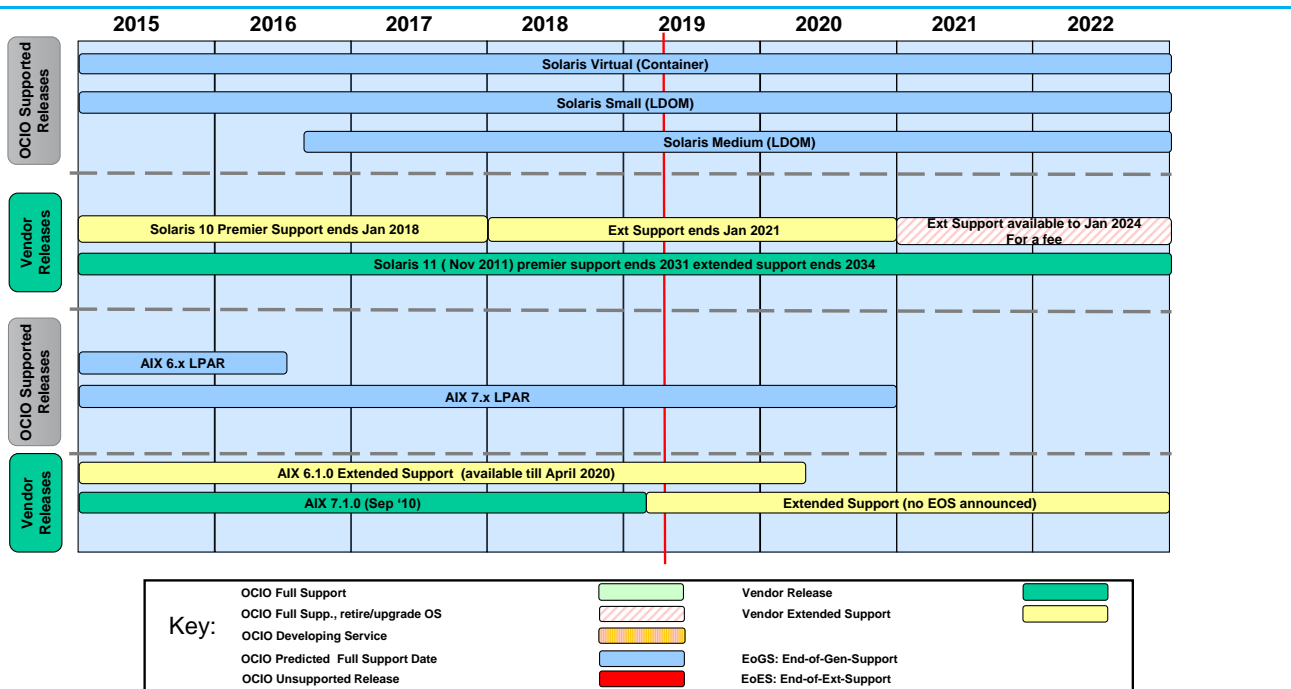 2015 2016 2017 2018 2019 2020 2021 2022
OCIO Supported
Releases
Solaris Virtual (Container)
Solaris Small (LDOM)
Solaris Medium (LDOM)
Vendor
Releases
Solaris 10 Premier Support ends Jan 2018
Ext Support ends Jan 2021
Ext Support available to Jan 2024
For a fee
Solaris 11 ( Nov 2011) premier support ends 2031 extended support ends 2034
OCIO Supported
Releases
AIX 6.x LPAR
AIX 7.x LPAR
Vendor
Releases
AIX 6.1.0 Extended Support (available till April 2020)
AIX 7.1.0 (Sep ‘10)
Extended Support (no EOS announced)
Key:
OCIO Full Support
OCIO Full Supp., retire/upgrade OS
OCIO Developing Service
OCIO Predicted Full Support Date
OCIO Unsupported Release
Vendor Release
Vendor Extended Support
EoGS: End-of-Gen-Support
EoES: End-of-Ext-Support